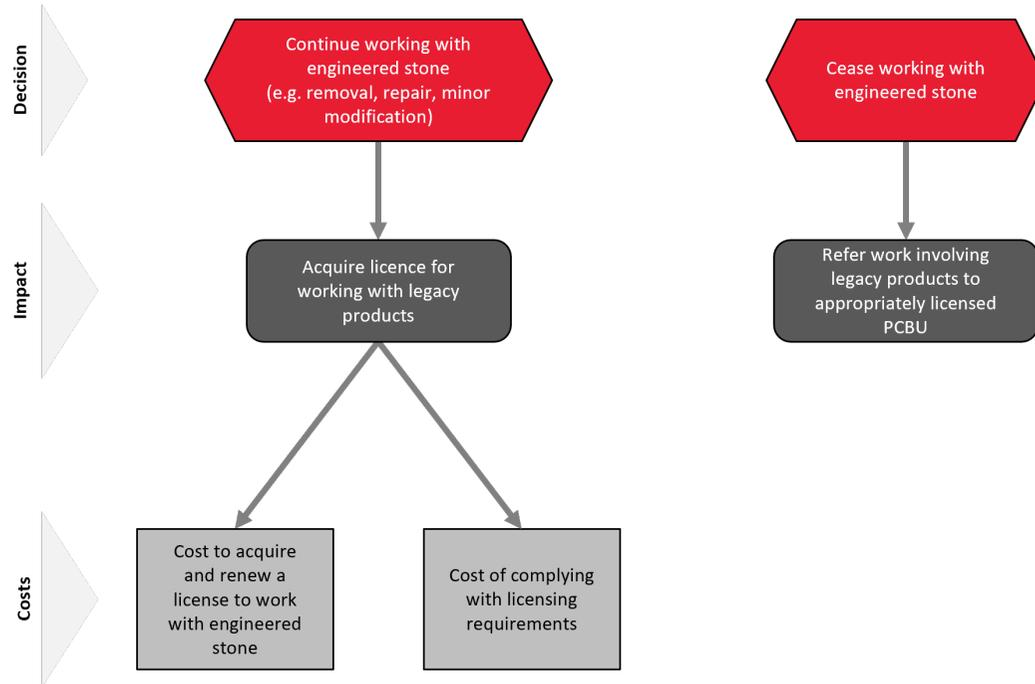 Decision
Continue working with
engineered stone
(e.g. removal, repair, minor
modification)
Cease working with
engineered stone
Impact
Acquire licence for
working with legacy
products
Refer work involving
legacy products to
appropriately licensed
PCBU
Costs
Cost to acquire
and renew a
license to work
with engineered
stone
Cost of complying
with licensing
requirements